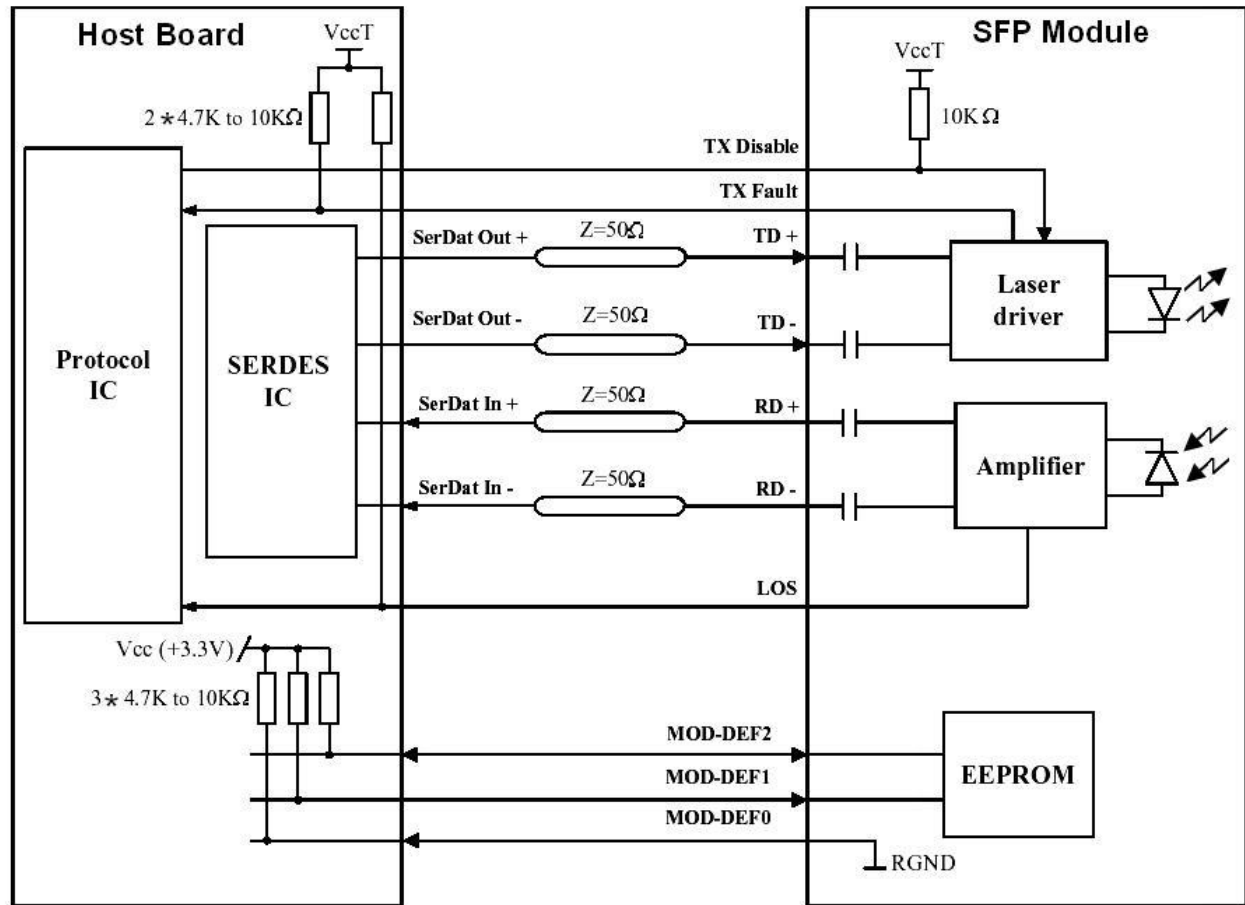 Host Board
SFP Module
VccT
VccT
2*4.7K to 10KΩ
10KΩ
TX Disable
TX Fault
SerDat Out +
Z=50Ω
TD +
SerDat Out -
Z=50Ω
TD -
Laser
driver
Protocol
IC
SERDES
IC
SerDat In +
Z=50Ω
RD +
SerDat In -
Z=50Ω
RD -
Amplifier
LOS
Vcc (+3.3V)
3* 4.7K to 10KΩ
MOD-DEF2
MOD-DEF1
MOD-DEF0
EEPROM
RGND